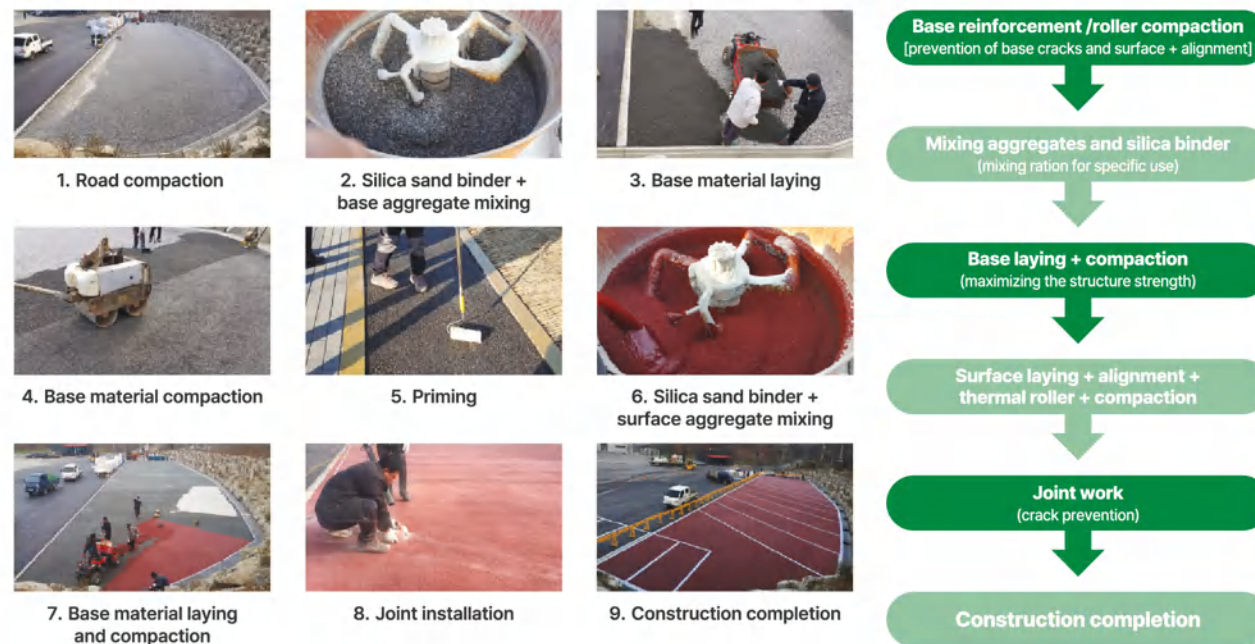 1. Road compaction
2. Silica sand binder +
base aggregate mixing
3. Base material laying
4. Base material compaction
5. Priming
6. Silica sand binder +
surface aggregate mixing
7. Base material laying
and compaction
8. Joint installation
9. Construction completion
Base reinforcement /roller compaction
[prevention of base cracks and surface + alignment]
Mixing aggregates and silica binder
(mixing ration for specific use)
Base laying + compaction
(maximizing the structure strength)
Surface laying + alignment +
thermal roller + compaction
Joint work
(crack prevention)
Construction completion